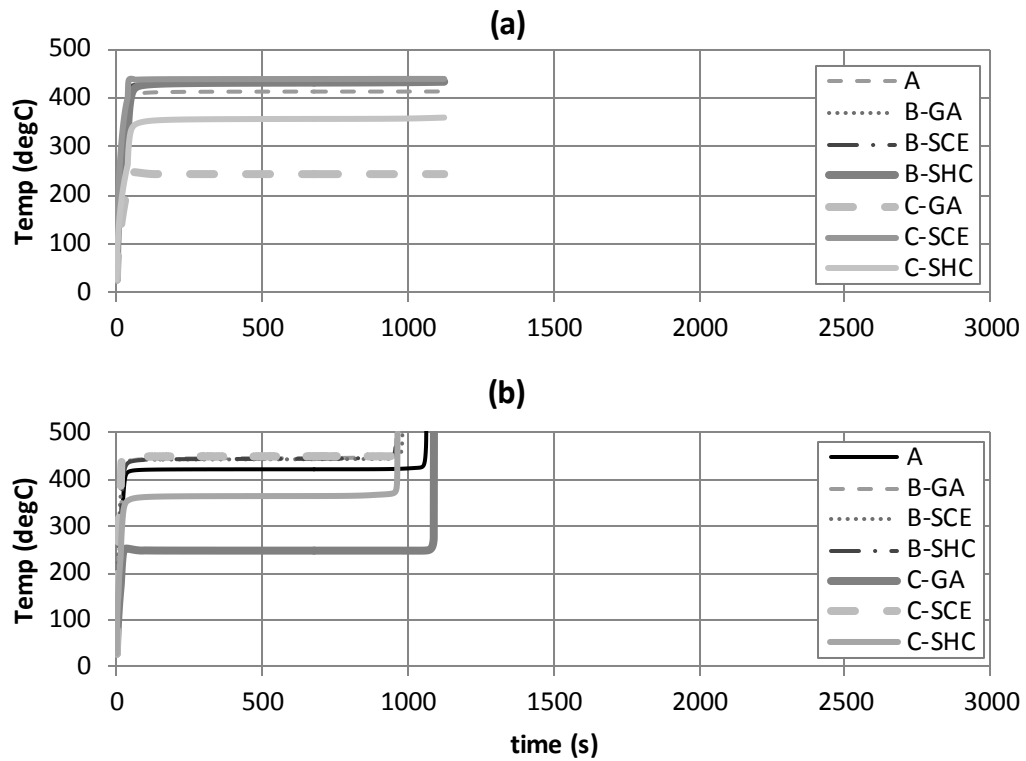 (a)
Temp (degC)
500
400
300
200
100
0
0 500 1000 1500 2000 2500 3000
A
B-GA
B-SCE
B-SHC
C-GA
C-SCE
C-SHC
(b)
Temp (degC)
500
400
300
200
100
0
0 500 1000 1500 2000 2500 3000
time (s)
A
B-GA
B-SCE
B-SHC
C-GA
C-SCE
C-SHC